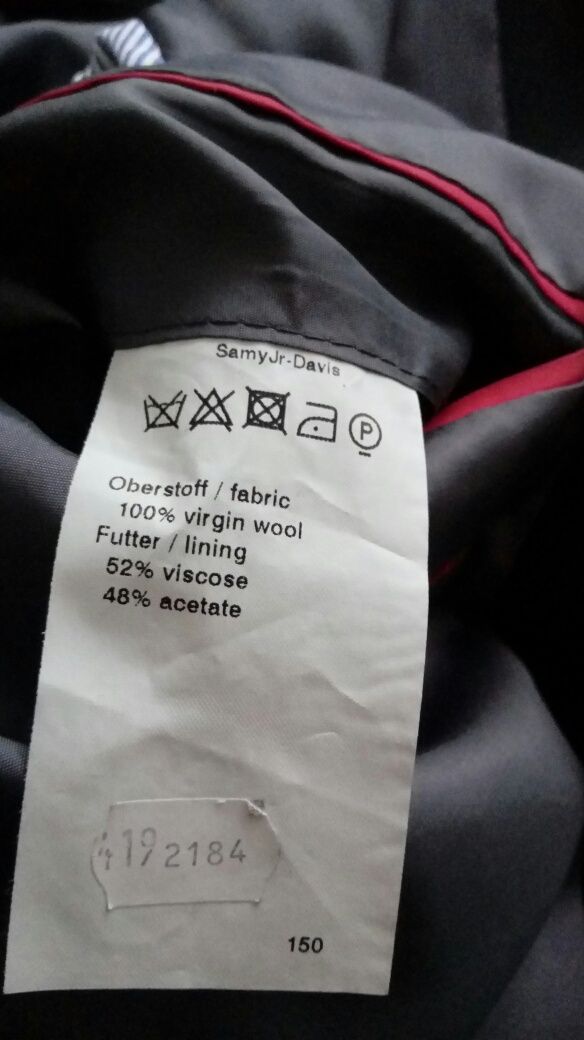 SamyJr-Davis
P
Oberstoff / fabric
100% virgin wool
Futter / lining
52% viscose
48% acetate
4192184
150